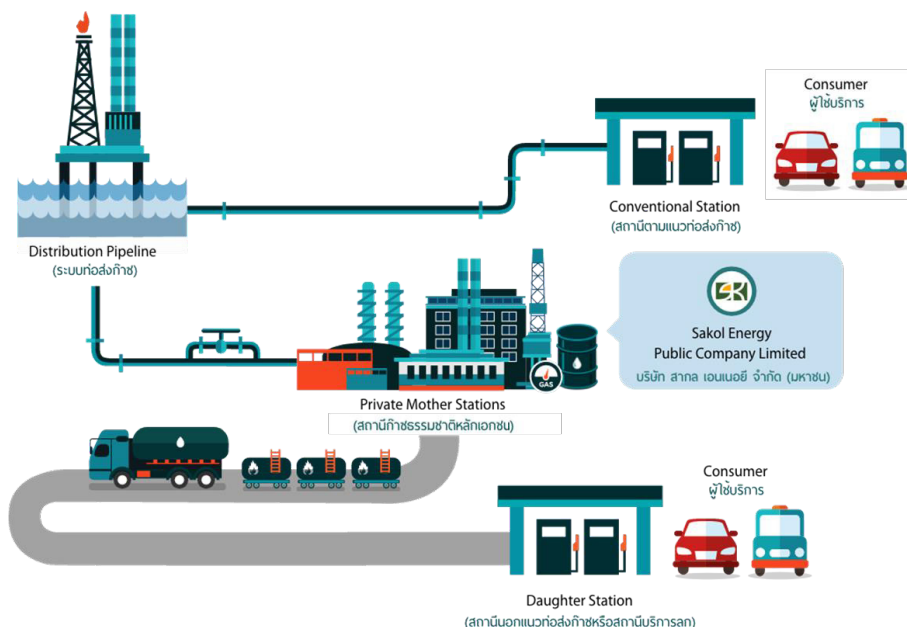 Consumer
ผู้ใช้บริการ
Conventional Station
(สถานีตามแนวท่อส่งก๊าซ)
Distribution Pipeline
(ระบบท่อส่งก๊าซ)
Sakol Energy
Public Company Limited
บริษัท สากล เอนเนอยี จำกัด (มหาชน)
GAS
Private Mother Stations
(สถานีก๊าซธรรมชาติหลักเอกชน)
Consumer
ผู้ใช้บริการ
Daughter Station
(สถานีนอกแนวท่อส่งก๊าซหรือสถานีบริการลูก)